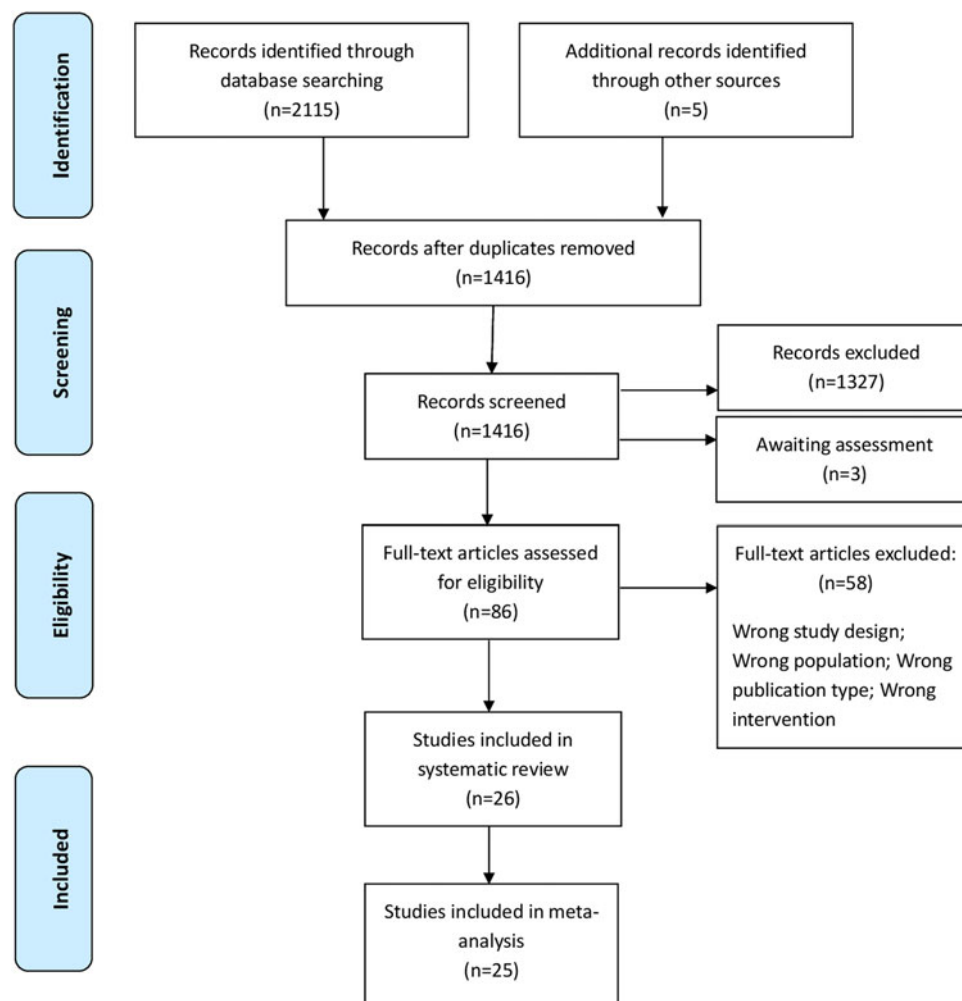 Identification
Records identified through
database searching
(n=2115)
Additional records identified
through other sources
(n=5)
Records after duplicates removed
(n=1416)
Screening
Records screened
(n=1416)
Records excluded
(n=1327)
Awaiting assessment
(n=3)
Eligibility
Full-text articles assessed
for eligibility
(n=86)
Full-text articles excluded:
(n=58)
Wrong study design;
Wrong population; Wrong
publication type; Wrong
intervention
Studies included in
systematic review
(n=26)
Included
Studies included in meta-
analysis
(n=25)